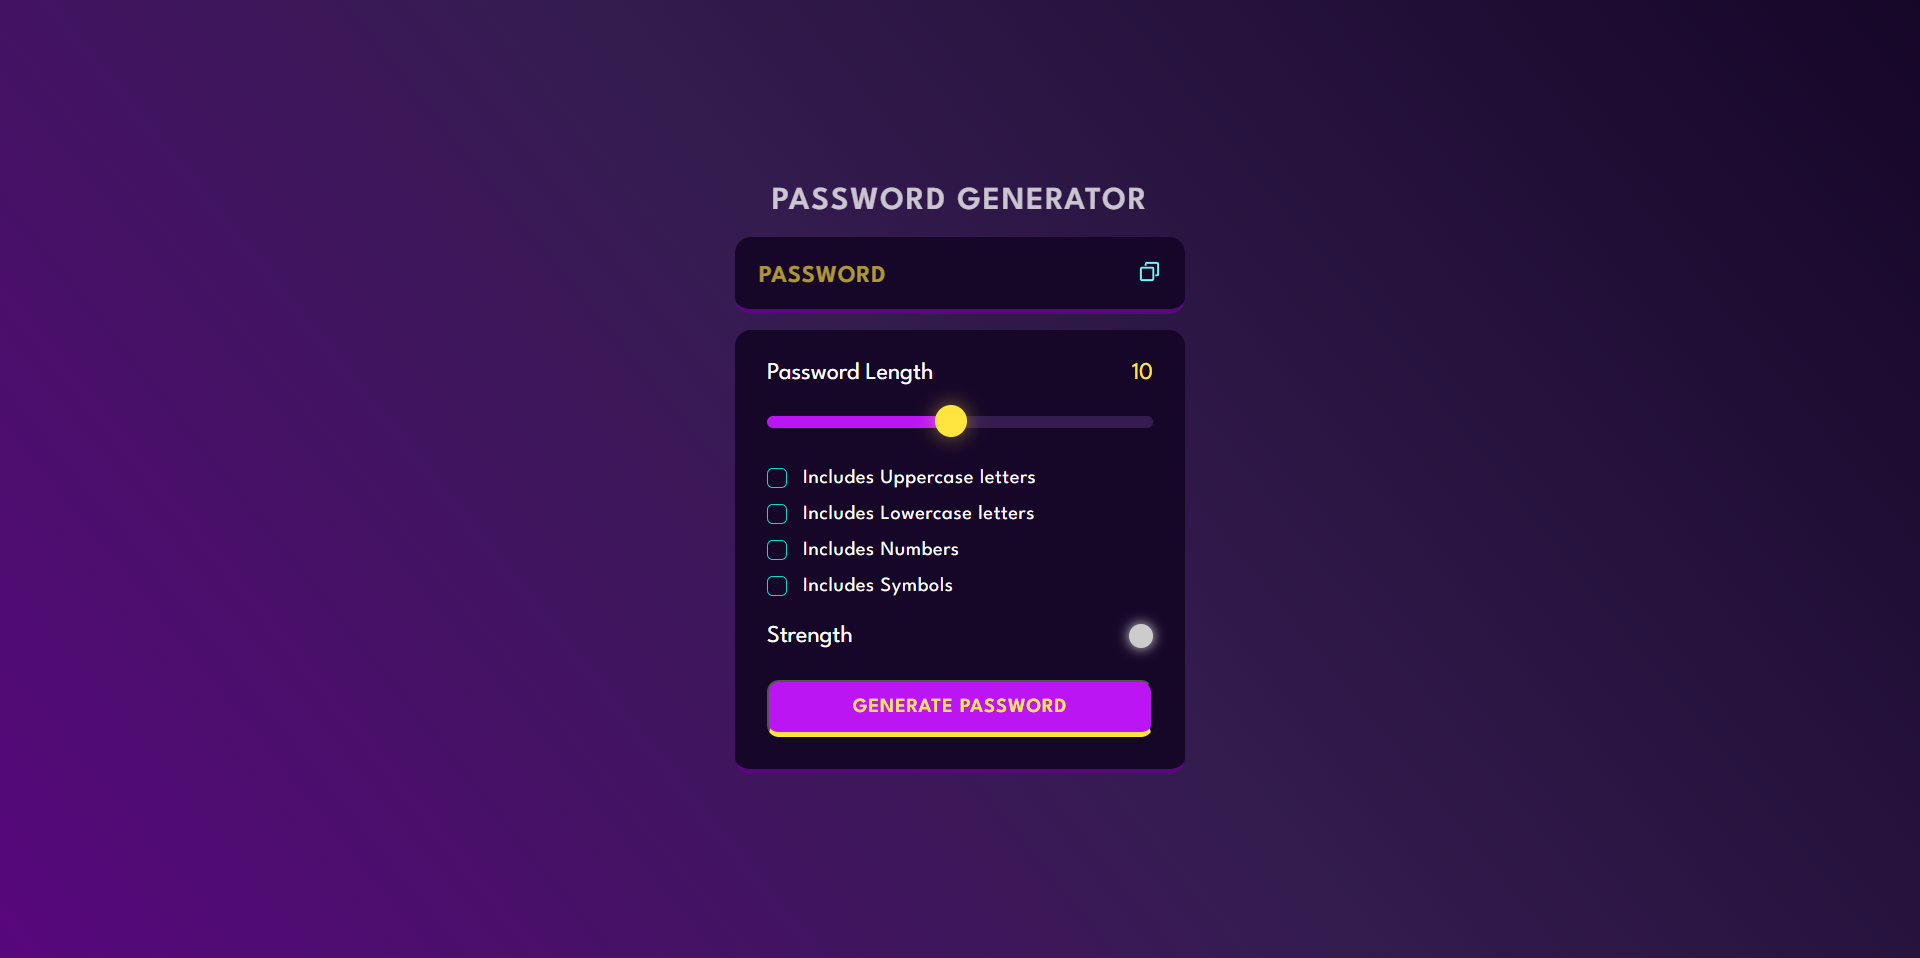 PASSWORD GENERATOR
PASSWORD
Password Length 10
Includes Uppercase letters
Includes Lowercase letters
Includes Numbers
Includes Symbols
Strength
GENERATE PASSWORD